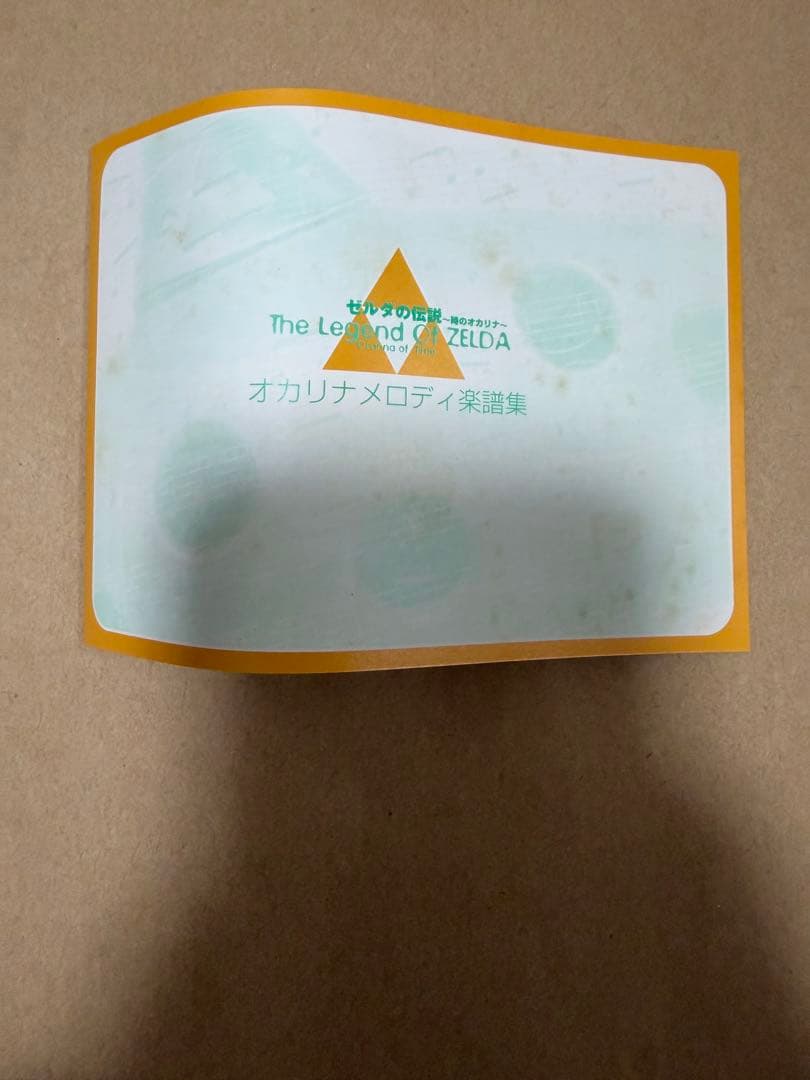 ゼルダの伝説～時のオカリナ～
The Legend Of ZELDA
Ocarina of Time
オカリナメロディ楽譜集